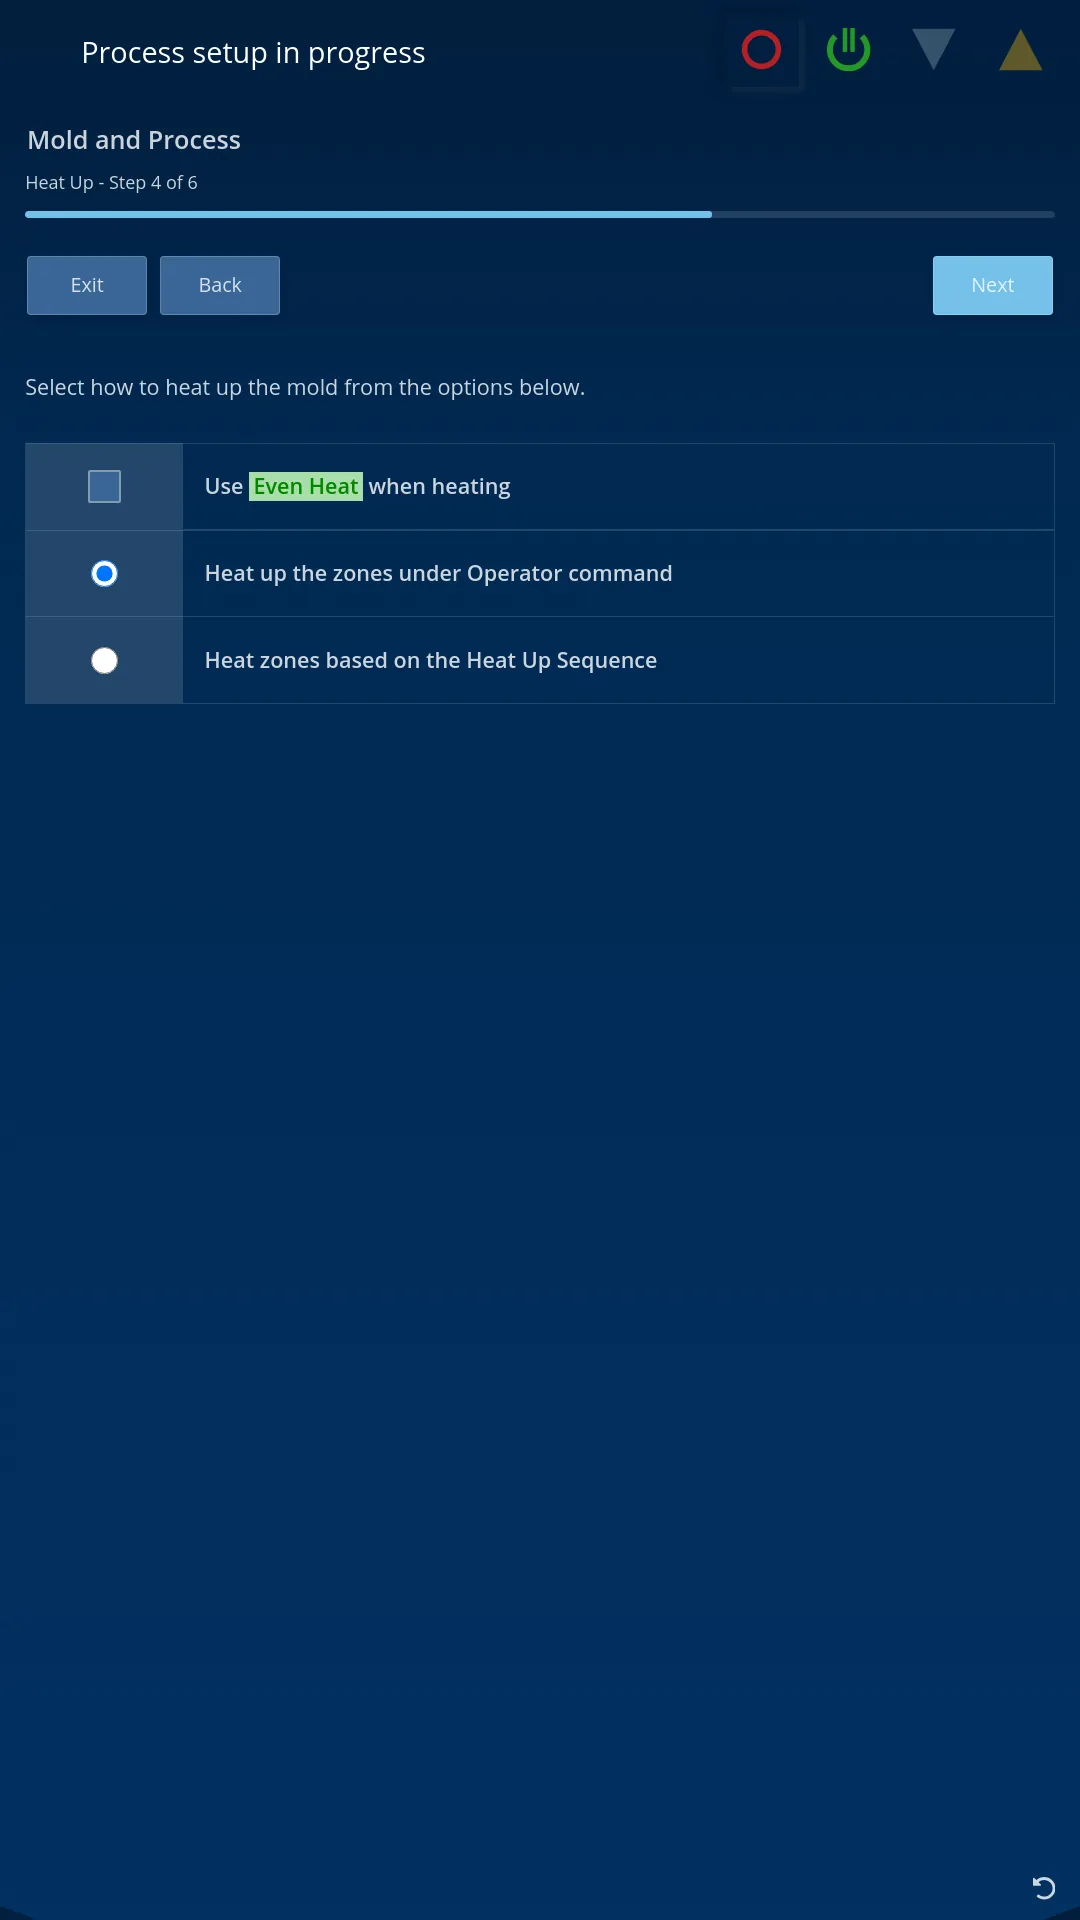 Process setup in progress
Mold and Process
Heat Up - Step 4 of 6
Exit
Back
Next
Select how to heat up the mold from the options below.
Use Even Heat when heating
Heat up the zones under Operator command
Heat zones based on the Heat Up Sequence